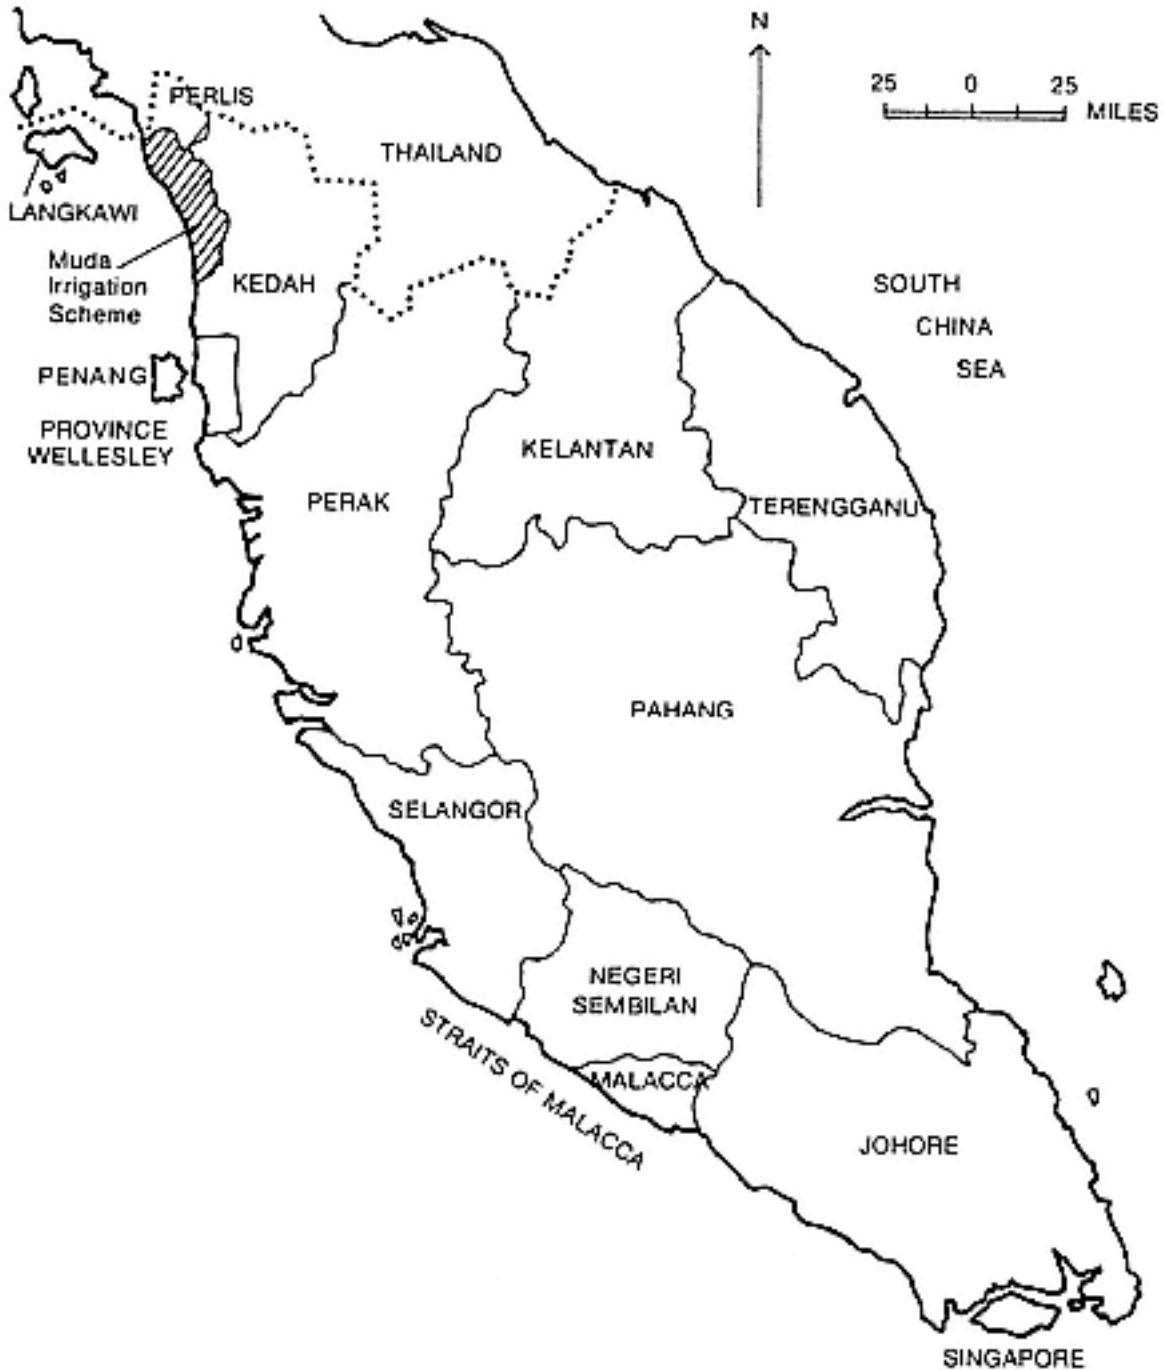 N
25 0 25
MILES
PERLIS
THAILAND
LANGKAWI
Muda
Irrigation
Scheme
KEDAH
SOUTH
CHINA
SEA
PENANG
PROVINCE
WELLESLEY
KELANTAN
PERAK
TERENGGANU
PAHANG
SELANGOR
NEGERI
SEMBILAN
STRAITS OF MALACCA
MALACCA
JOHORE
SINGAPORE